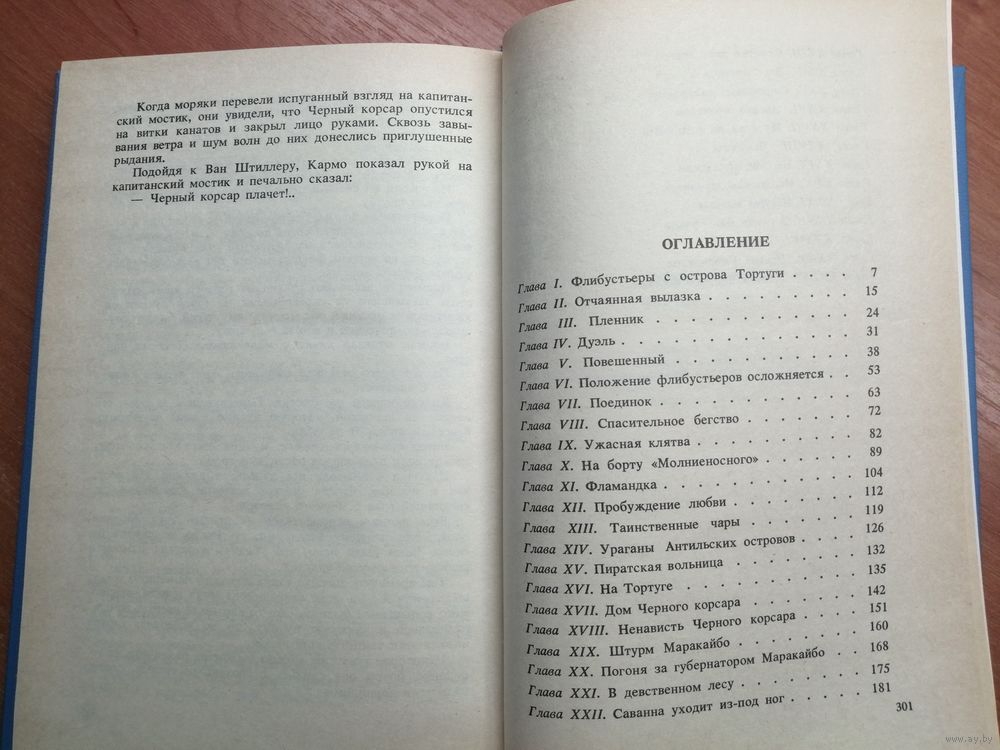 Когда моряки перевели испуганный взгляд на капитан-
ский мостик, они увидели, что Черный корсар опустился
на витки канатов и закрыл лицо руками. Сквозь завы-
вания ветра и шум волн до них донеслись приглушенные
рыдания.
Подойдя к Ван Штиллеру, Кармо показал рукой на
капитанский мостик и печально сказал:
— Черный корсар плачет!..
ОГЛАВЛЕНИЕ
Глава I. Флибустьеры с острова Тортуги . . . . 7
Глава II. Отчаянная вылазка . . . . . . . . 15
Глава III. Пленник . . . . . . . . . . 24
Глава IV. Дуэль . . . . . . . . . . . 31
Глава V. Повешенный . . . . . . . . . 38
Глава VI. Положение флибустьеров осложняется . . 53
Глава VII. Поединок . . . . . . . . . . 63
Глава VIII. Спасительное бегство . . . . . . 72
Глава IX. Ужасная клятва . . . . . . . . 82
Глава X. На борту «Молниеносного» . . . . . 89
Глава XI. Фламандка . . . . . . . . . 104
Глава XII. Пробуждение любви . . . . . . 112
Глава XIII. Таинственные чары . . . . . . 119
Глава XIV. Ураганы Антильских островов . . . 126
Глава XV. Пиратская вольница . . . . . . 132
Глава XVI. На Тортуге . . . . . . . . 135
Глава XVII. Дом Черного корсара . . . . . 142
Глава XVIII. Ненависть Черного корсара . . . 151
Глава XIX. Штурм Маракайбо . . . . . . 160
Глава XX. Погоня за губернатором Маракайбо . . 168
Глава XXI. В девственном лесу . . . . . . 175
Глава XXII. Саванна уходит из-под ног . . . . 181
301
www.ay.by